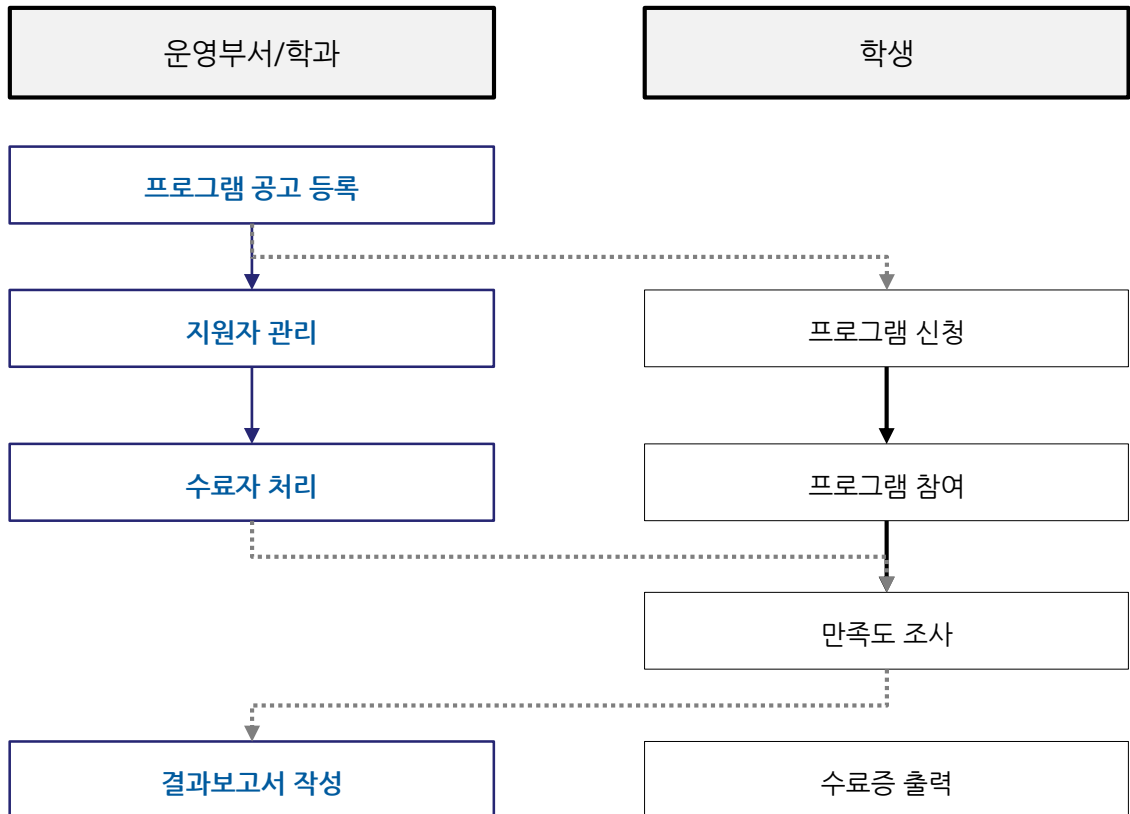 운영부서/학과
학생
프로그램 공고 등록
지원자 관리
프로그램 신청
수료자 처리
프로그램 참여
만족도 조사
결과보고서 작성
수료증 출력